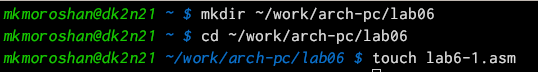 mkmoroshan@dk2n21 ~ $ mkdir ~/work/arch-pc/lab06
mkmoroshan@dk2n21 ~ $ cd ~/work/arch-pc/lab06
mkmoroshan@dk2n21 ~/work/arch-pc/lab06 $ touch lab6-1.asm